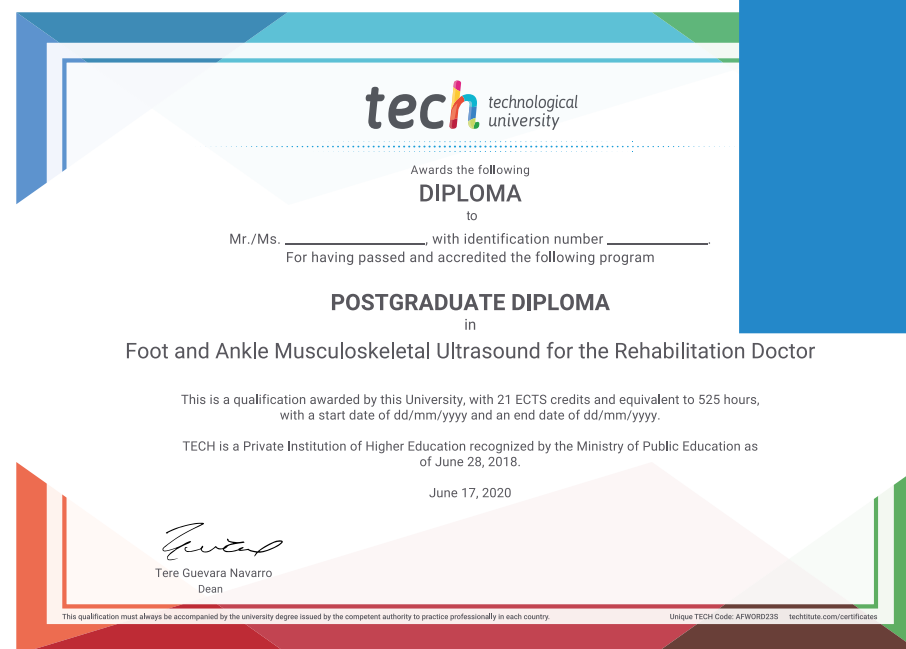 tech technological
university
Awards the following
DIPLOMA
to
Mr./Ms. ____________, with identification number ____________.
For having passed and accredited the following program
POSTGRADUATE DIPLOMA
in
Foot and Ankle Musculoskeletal Ultrasound for the Rehabilitation Doctor
This is a qualification awarded by this University, with 21 ECTS credits and equivalent to 525 hours,
with a start date of dd/mm/yyyy and an end date of dd/mm/yyyy.
TECH is a Private Institution of Higher Education recognized by the Ministry of Public Education as
of June 28, 2018.
June 17, 2020
Tere Guevara Navarro
Dean
This qualification must always be accompanied by the university degree issued by the competent authority to practice professionally in each country.
Unique TECH Code: AFWORD23S techtitute.com/certificates